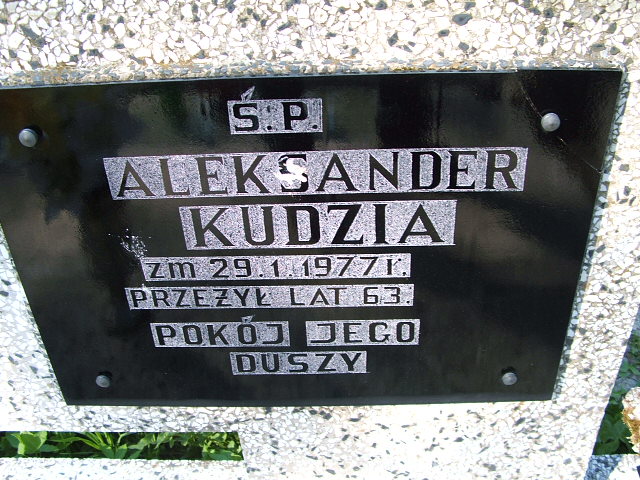 Ś.P.
ALEKSANDER
KUDZIA
zm 29.1.1977 r.
PRZEŻYŁ LAT 63.
POKÓJ JEGO
DUSZY